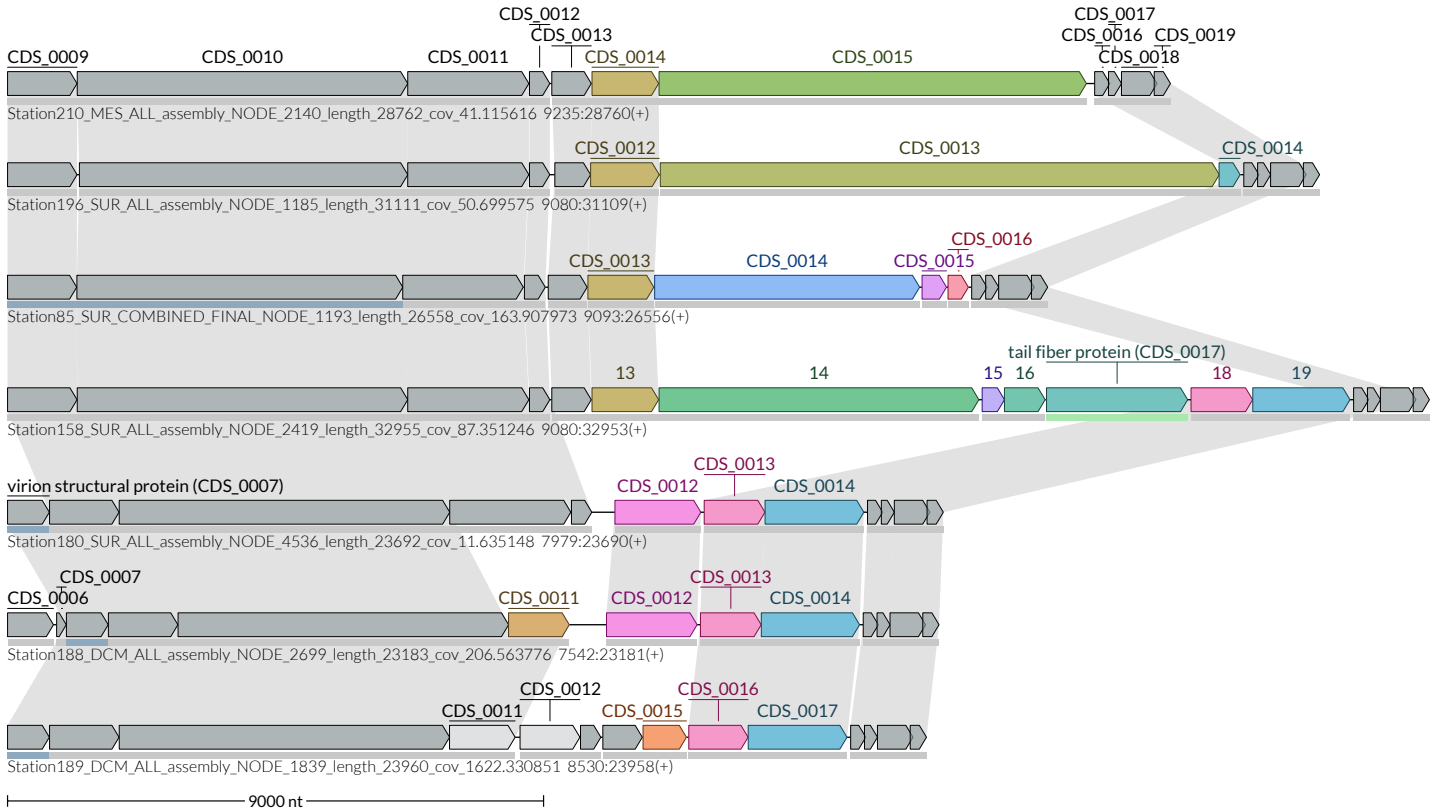 CDS_0012
CDS_0017
CDS_0013
CDS_0016
CDS_0019
CDS_0009
CDS_0010
CDS_0011
CDS_0014
CDS_0015
CDS_0018
Station210_MES_ALL_assembly_NODE_2140_length_28762_cov_41.115616 9235:28760(+)
CDS_0012
CDS_0013
CDS_0014
Station196_SUR_ALL_assembly_NODE_1185_length_31111_cov_50.699575 9080:31109(+)
CDS_0016
CDS_0013
CDS_0014
CDS_0015
Station85_SUR_COMBINED_FINAL_NODE_1193_length_26558_cov_163.907973 9093:26556(+)
tail fiber protein (CDS_0017)
13
14
15
16
18
19
Station158_SUR_ALL_assembly_NODE_2419_length_32955_cov_87.351246 9080:32953(+)
CDS_0013
virion structural protein (CDS_0007)
CDS_0012
CDS_0014
Station180_SUR_ALL_assembly_NODE_4536_length_23692_cov_11.635148 7979:23690(+)
CDS_0007
CDS_0013
CDS_0006
CDS_0011
CDS_0012
CDS_0014
Station188_DCM_ALL_assembly_NODE_2699_length_23183_cov_206.563776 7542:23181(+)
CDS_0012
CDS_0016
CDS_0011
CDS_0015
CDS_0017
Station189_DCM_ALL_assembly_NODE_1839_length_23960_cov_1622.330851 8530:23958(+)
9000 nt